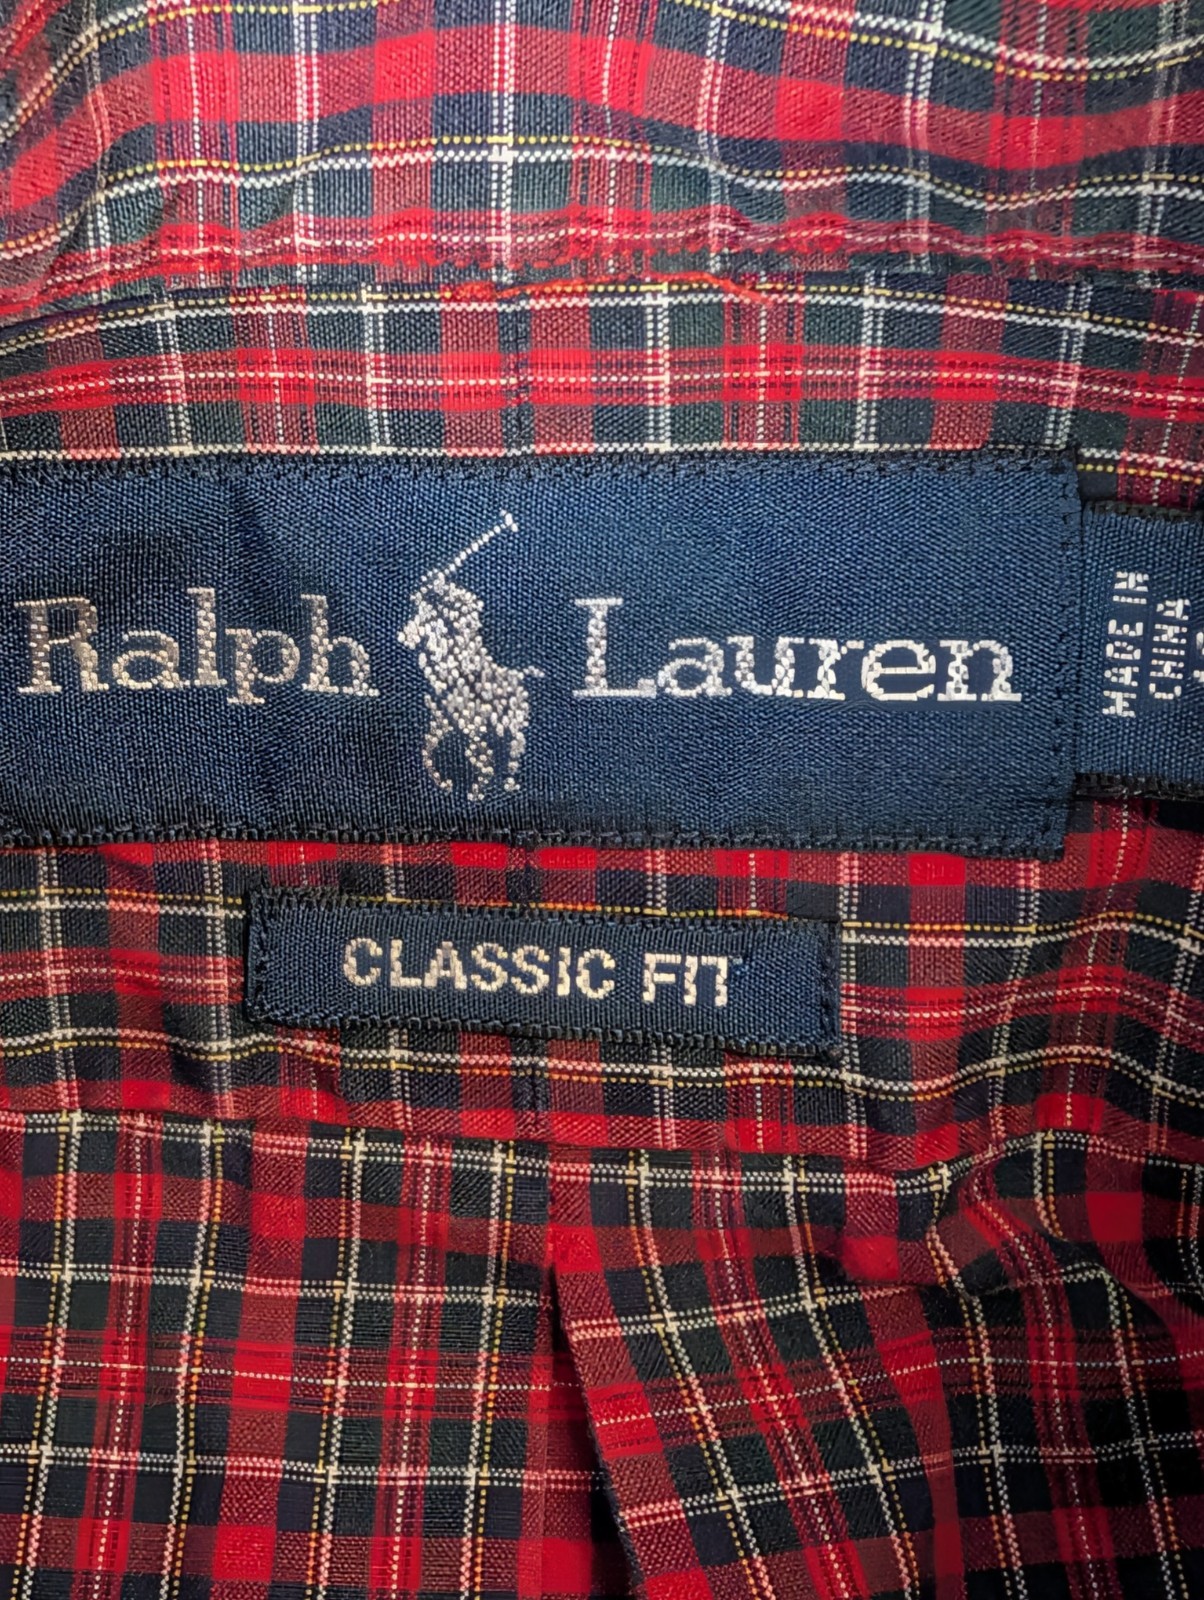 Ralph Lauren
MADE IN
CHINA
CLASSIC FIT